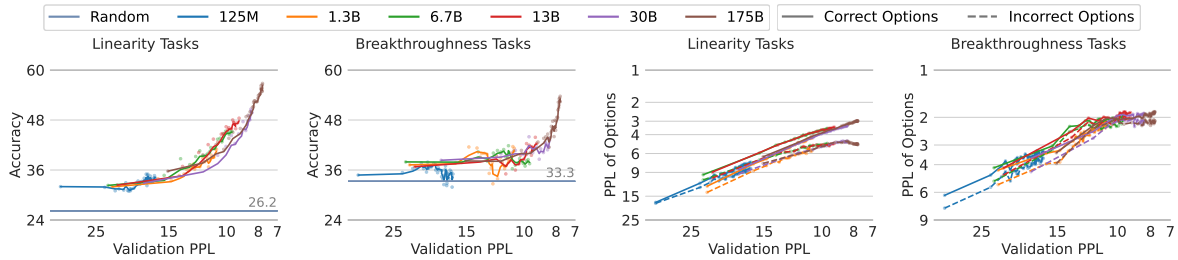 Random 125M 1.3B 6.7B 13B 30B 175B Correct Options Incorrect Options
Linearity Tasks
60
48
36
24
Accuracy
26.2
25 15 10 8 7
Validation PPL
Breakthroughness Tasks
60
48
36
24
Accuracy
33.3
25 15 10 8 7
Validation PPL
Linearity Tasks
1
2
3
4
6
9
15
25
PPL of Options
25 15 10 8 7
Validation PPL
Breakthroughness Tasks
1
2
3
4
6
9
PPL of Options
25 15 10 8 7
Validation PPL